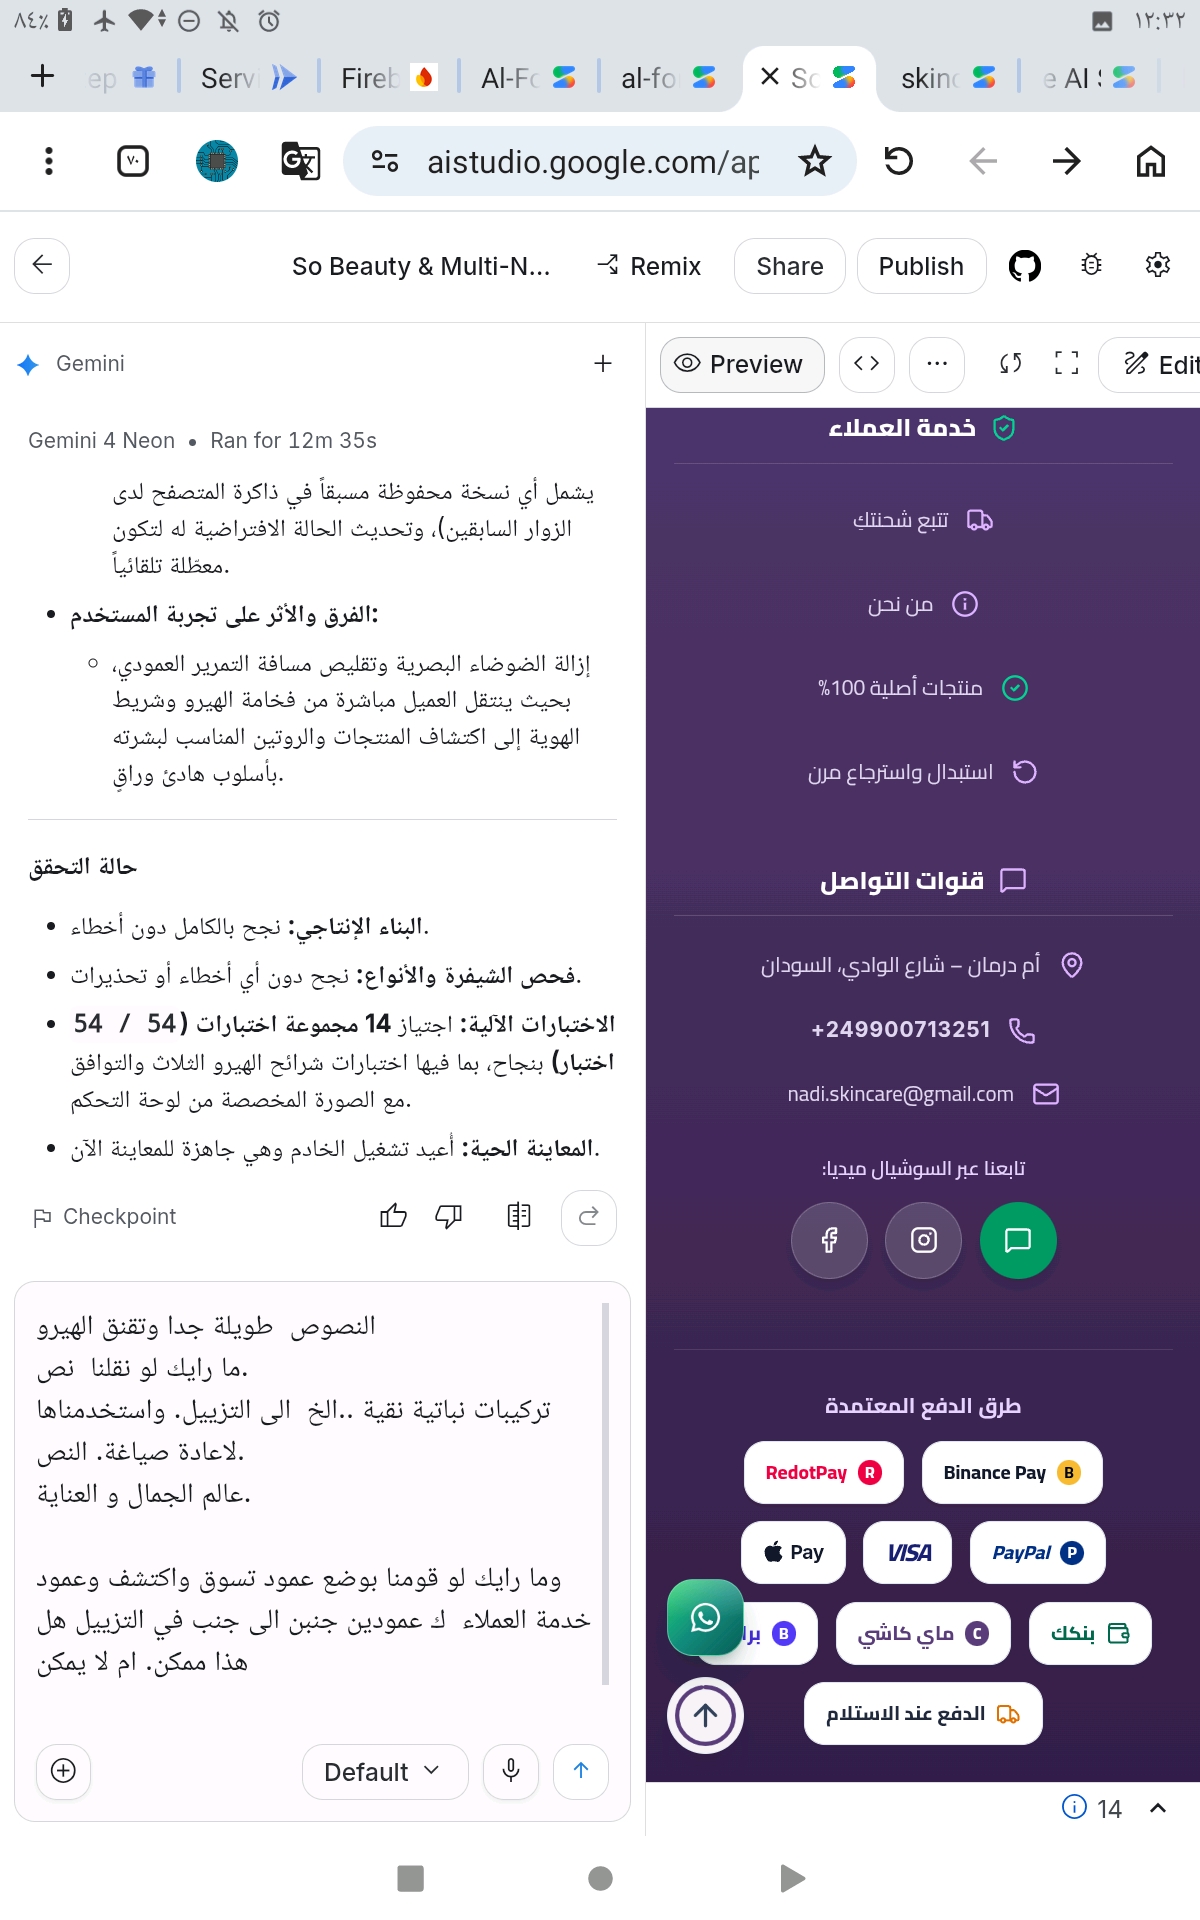 ٨٤٪
١٢:٣٢
ep
Servi
Fireb
Al-Fo
al-fo
So
skinc
e AI S
٧٠
aistudio.google.com/ap
So Beauty & Multi-N...
Remix
Share
Publish
Gemini
Gemini 4 Neon • Ran for 12m 35s
يشمل أي نسخة محفوظة مسبقاً في ذاكرة المتصفح لدى
الزوار السابقين)، وتحديث الحالة الافتراضية له لتكون
معطّلة تلقائياً.
الفرق والأثر على تجربة المستخدم:
إزالة الضوضاء البصرية وتقليص مسافة التمرير العمودي،
بحيث ينتقل العميل مباشرة من فخامة الهيرو وشريط
الهوية إلى اكتشاف المنتجات والروتين المناسب لبشرته
بأسلوب هادئ وراقٍ.
حالة التحقق
البناء الإنتاجي: نجح بالكامل دون أخطاء.
فحص الشيفرة والأنواع: نجح دون أي أخطاء أو تحذيرات.
الاختبارات الآلية: اجتياز 14 مجموعة اختبارات (54 / 54
اختبار) بنجاح، بما فيها اختبارات شرائح الهيرو الثلاث والتوافق
مع الصورة المخصصة من لوحة التحكم.
المعاينة الحية: أُعيد تشغيل الخادم وهي جاهزة للمعاينة الآن.
Checkpoint
النصوص طويلة جدا وتقنق الهيرو
ما رايك لو نقلنا نص.
تركيبات نباتية نقية ..الخ الى التزييل. واستخدمناها
لاعادة صياغة. النص.
عالم الجمال و العناية.
وما رايك لو قومنا بوضع عمود تسوق واكتشف وعمود
خدمة العملاء ك عمودين جنبن الى جنب في التزييل هل
هذا ممكن. ام لا يمكن
Default
Preview
Edit
خدمة العملاء
تتبع شحنتكِ
من نحن
منتجات أصلية 100%
استبدال واسترجاع مرن
قنوات التواصل
أم درمان – شارع الوادي، السودان
+249900713251
nadi.skincare@gmail.com
تابعنا عبر السوشيال ميديا:
طرق الدفع المعتمدة
Binance Pay B
RedotPay R
PayPal P
VISA
Pay
بنكك
ماي كاشي C
B
الدفع عند الاستلام
14